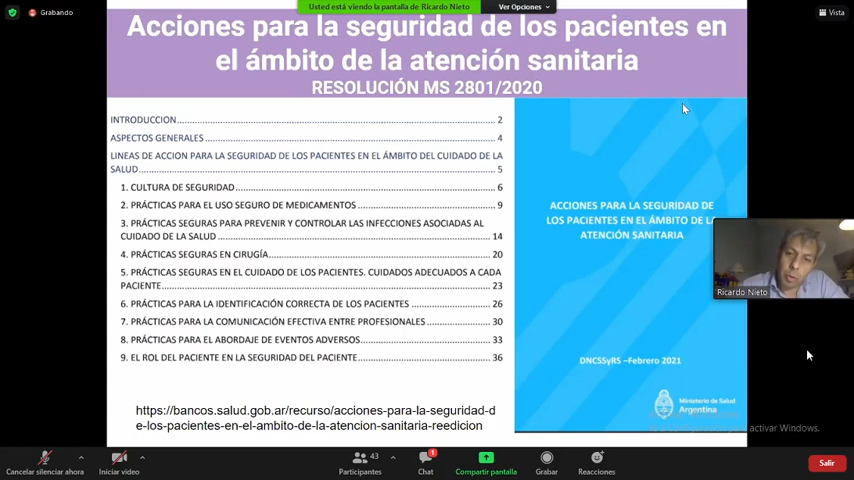 Grabando
Usted está viendo la pantalla de Ricardo Nieto
Ver Opciones
Vista
Acciones para la seguridad de los pacientes en
el ámbito de la atención sanitaria
RESOLUCIÓN MS 2801/2020
INTRODUCCION 2
ASPECTOS GENERALES 4
LINEAS DE ACCION PARA LA SEGURIDAD DE LOS PACIENTES EN EL ÁMBITO DEL CUIDADO DE LA
SALUD 5
1. CULTURA DE SEGURIDAD 6
2. PRÁCTICAS PARA EL USO SEGURO DE MEDICAMENTOS 9
3. PRÁCTICAS SEGURAS PARA PREVENIR Y CONTROLAR LAS INFECCIONES ASOCIADAS AL
CUIDADO DE LA SALUD 14
4. PRÁCTICAS SEGURAS EN CIRUGÍA 20
5. PRÁCTICAS SEGURAS EN EL CUIDADO DE LOS PACIENTES. CUIDADOS ADECUADOS A CADA
PACIENTE 23
6. PRÁCTICAS PARA LA IDENTIFICACIÓN CORRECTA DE LOS PACIENTES 26
7. PRÁCTICAS PARA LA COMUNICACIÓN EFECTIVA ENTRE PROFESIONALES 30
8. PRÁCTICAS PARA EL ABORDAJE DE EVENTOS ADVERSOS 33
9. EL ROL DEL PACIENTE EN LA SEGURIDAD DEL PACIENTE 36
https://bancos.salud.gob.ar/recurso/acciones-para-la-seguridad-d
e-los-pacientes-en-el-ambito-de-la-atencion-sanitaria-reedicion
ACCIONES PARA LA SEGURIDAD DE
LOS PACIENTES EN EL ÁMBITO DE LA
ATENCIÓN SANITARIA
DNCSSyRS –Febrero 2021
Ministerio de Salud
Argentina
Ricardo Nieto
activar Windows.
Cancelar silenciar ahora
Iniciar video
43
Participantes
1
Chat
Compartir pantalla
Grabar
Reacciones
Salir